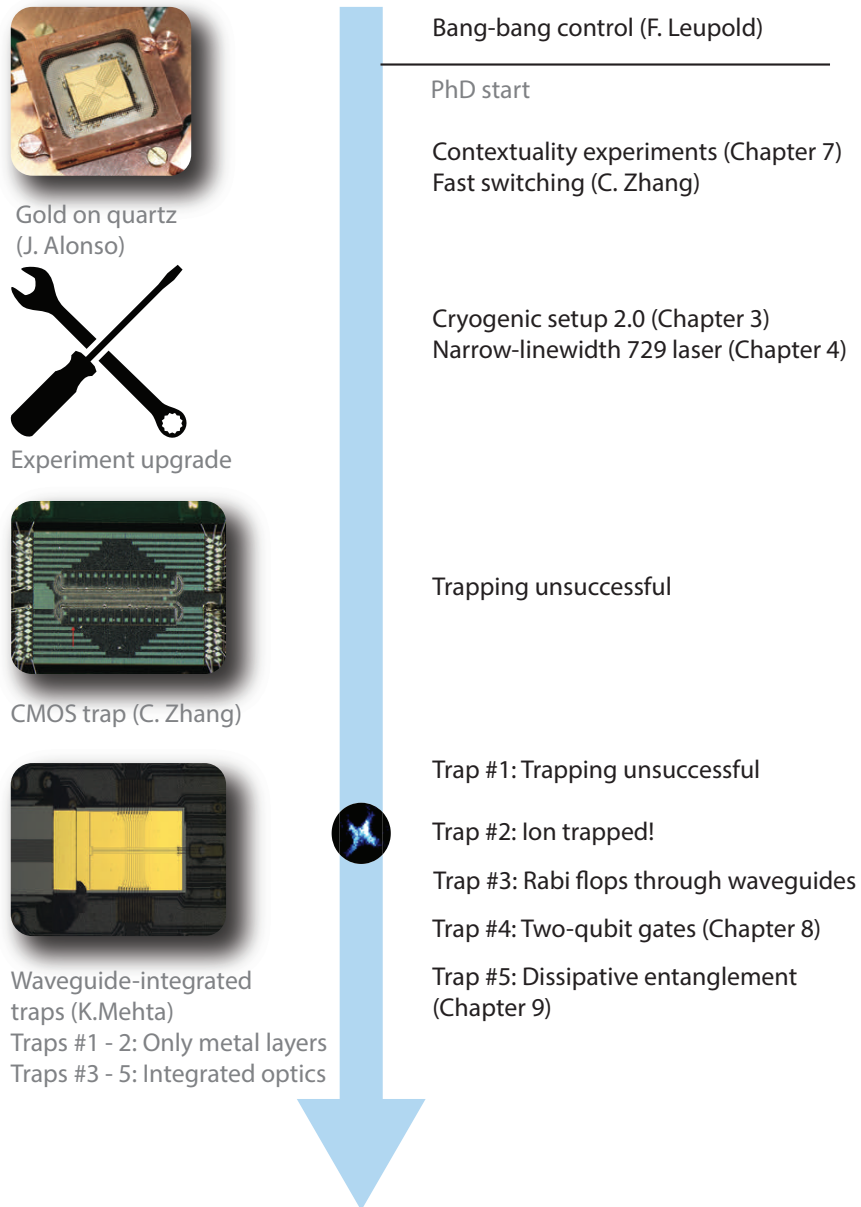 Bang-bang control (F. Leupold)
PhD start
Contextuality experiments (Chapter 7)
Fast switching (C. Zhang)
Gold on quartz
(J. Alonso)
Cryogenic setup 2.0 (Chapter 3)
Narrow-linewidth 729 laser (Chapter 4)
Experiment upgrade
Trapping unsuccessful
CMOS trap (C. Zhang)
Trap #1: Trapping unsuccessful
Trap #2: Ion trapped!
Trap #3: Rabi flops through waveguides
Trap #4: Two-qubit gates (Chapter 8)
Trap #5: Dissipative entanglement
(Chapter 9)
Waveguide-integrated
traps (K.Mehta)
Traps #1 - 2: Only metal layers
Traps #3 - 5: Integrated optics